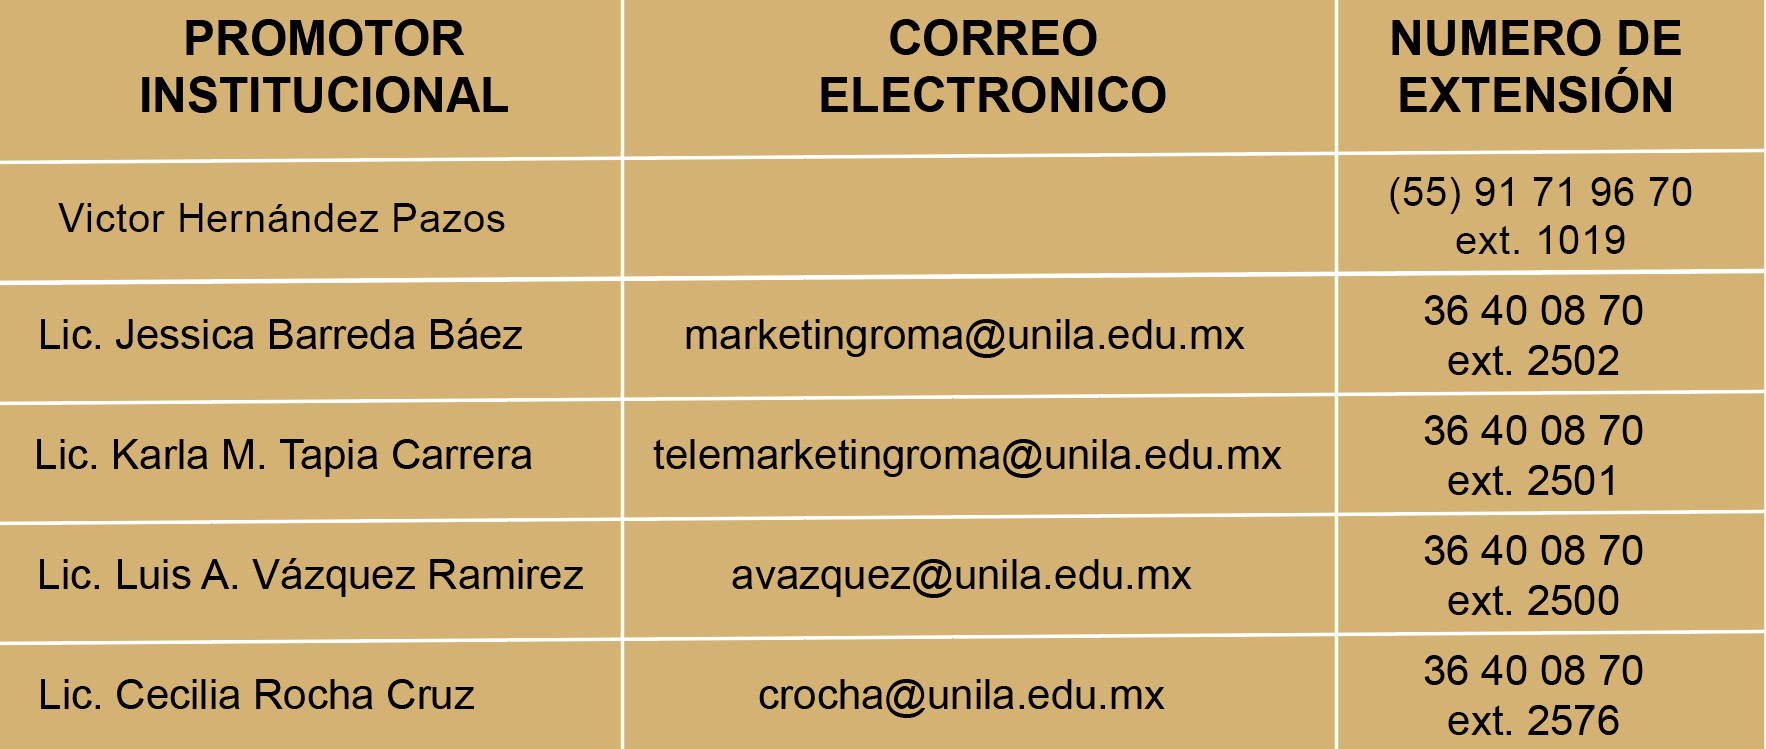 PROMOTOR
INSTITUCIONAL
CORREO
ELECTRONICO
NUMERO DE
EXTENSIÓN
Victor Hernández Pazos
(55) 91 71 96 70
ext. 1019
Lic. Jessica Barreda Báez
marketingroma@unila.edu.mx
36 40 08 70
ext. 2502
Lic. Karla M. Tapia Carrera
telemarketingroma@unila.edu.mx
36 40 08 70
ext. 2501
Lic. Luis A. Vázquez Ramirez
avazquez@unila.edu.mx
36 40 08 70
ext. 2500
Lic. Cecilia Rocha Cruz
crocha@unila.edu.mx
36 40 08 70
ext. 2576